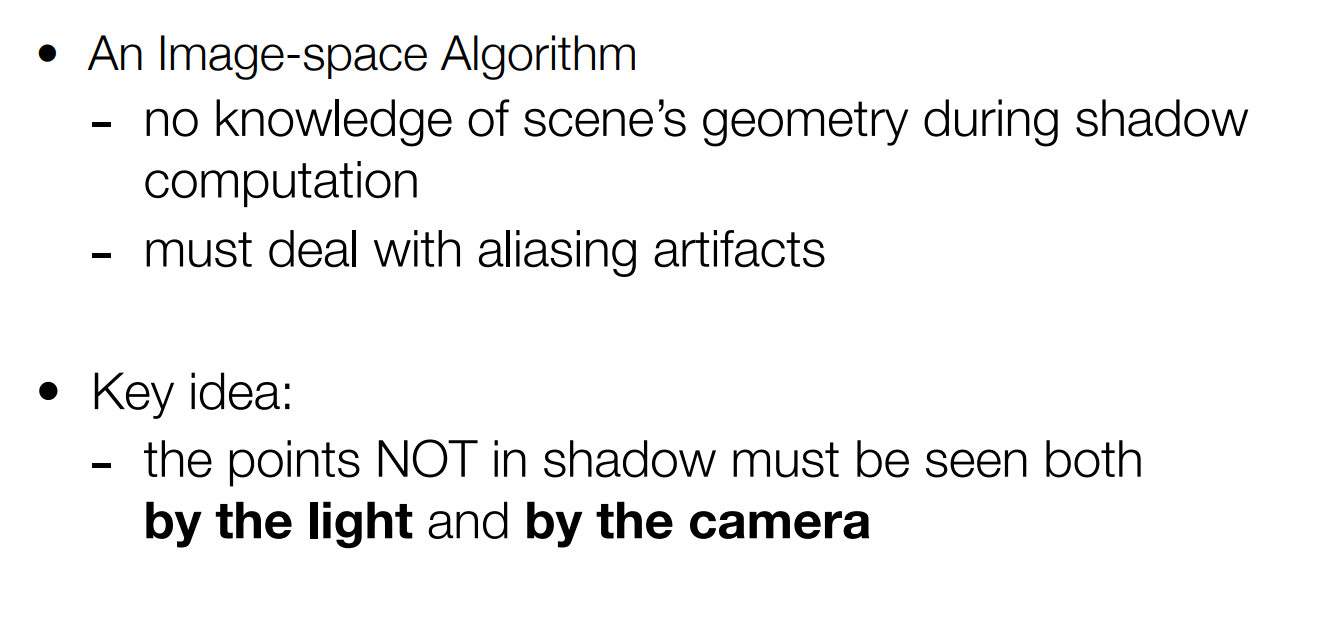 • An Image-space Algorithm
- no knowledge of scene’s geometry during shadow
computation
- must deal with aliasing artifacts
• Key idea:
- the points NOT in shadow must be seen both
by the light and by the camera